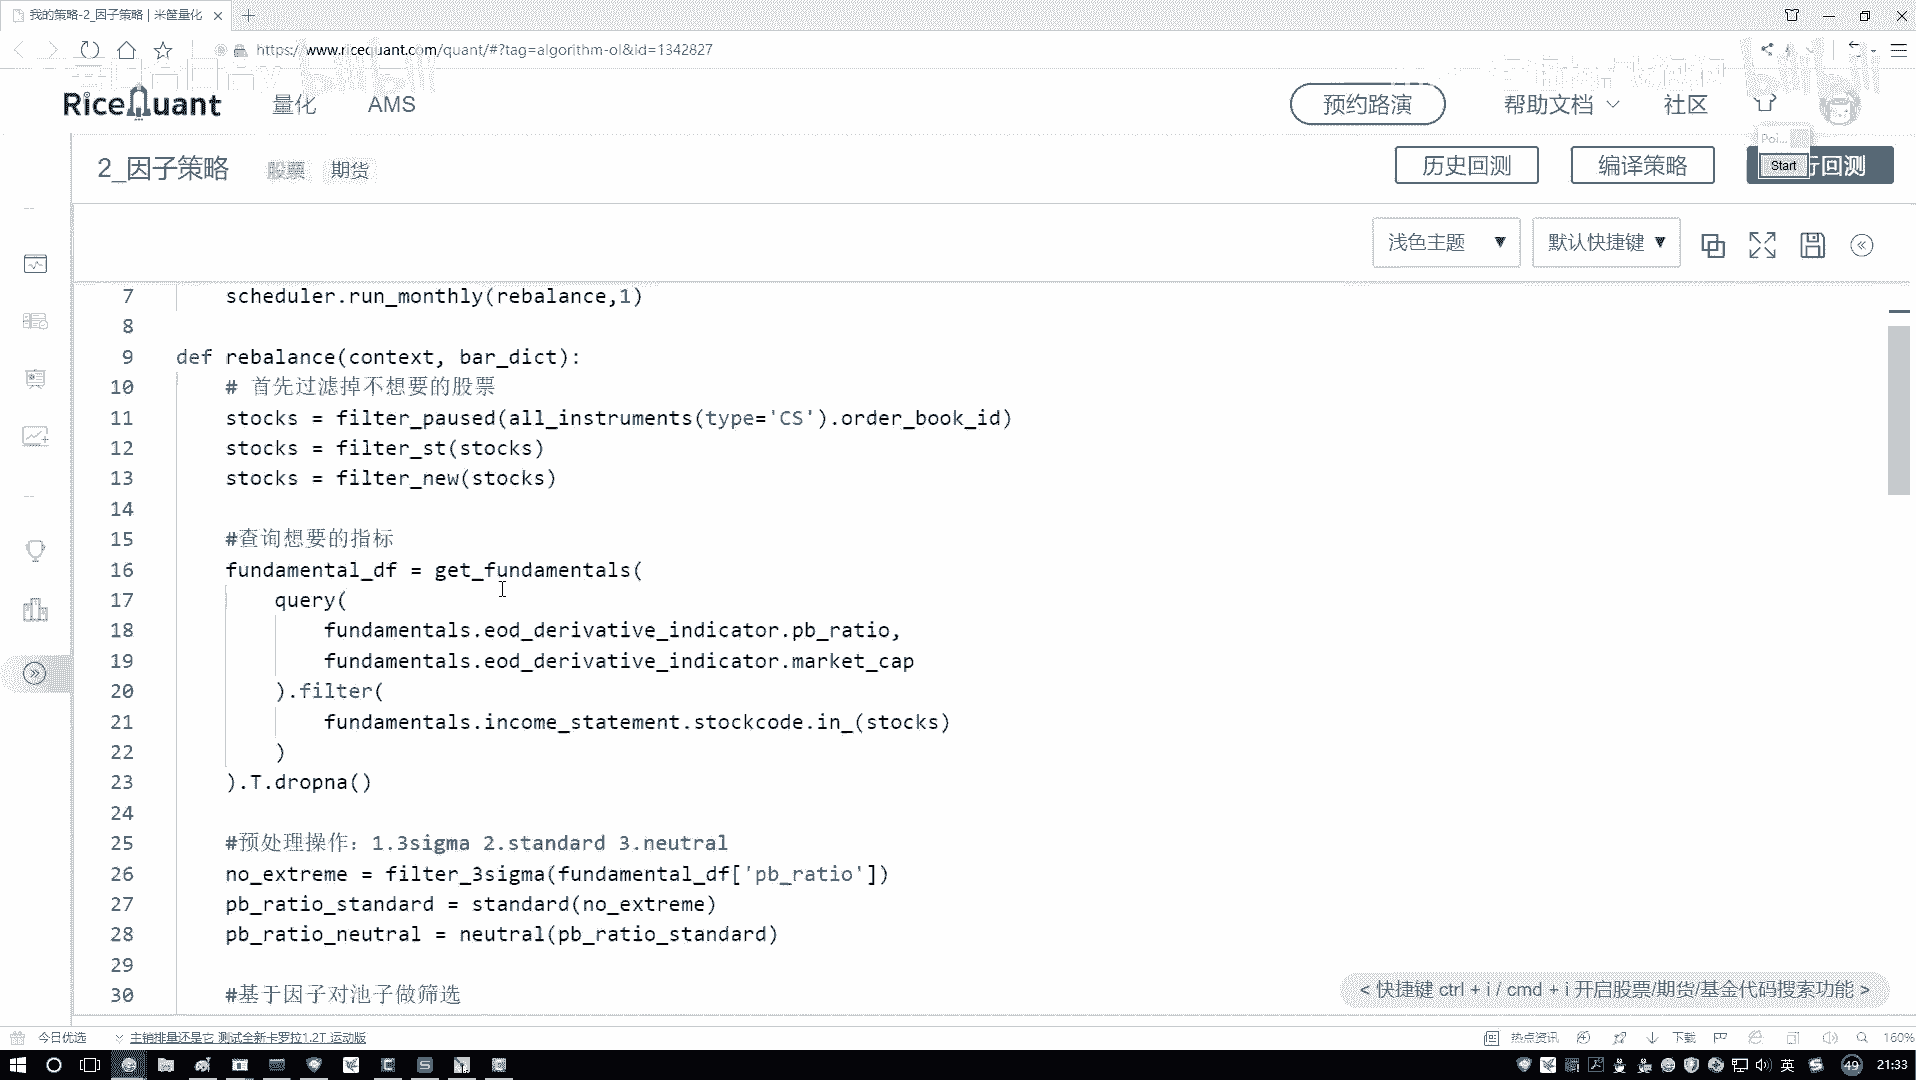 我的策略-2_因子策略 | 米筐量化
https://www.ricequant.com/quant/#?tag=algorithm-ol&id=1342827
RiceQuant 量化 AMS 预约路演 帮助文档 社区
Poi...
2_因子策略 股票 期货 历史回测 编译策略 Start 行回测
浅色主题 默认快捷键
7 scheduler.run_monthly(rebalance,1)
8
9 def rebalance(context, bar_dict):
10 # 首先过滤掉不想要的股票
11 stocks = filter_paused(all_instruments(type='CS').order_book_id)
12 stocks = filter_st(stocks)
13 stocks = filter_new(stocks)
14
15 #查询想要的指标
16 fundamental_df = get_fundamentals(
17 query(
18 fundamentals.eod_derivative_indicator.pb_ratio,
19 fundamentals.eod_derivative_indicator.market_cap
20 ).filter(
21 fundamentals.income_statement.stockcode.in_(stocks)
22 )
23 ).T.dropna()
24
25 #预处理操作：1.3sigma 2.standard 3.neutral
26 no_extreme = filter_3sigma(fundamental_df['pb_ratio'])
27 pb_ratio_standard = standard(no_extreme)
28 pb_ratio_neutral = neutral(pb_ratio_standard)
29
30 #基于因子对池子做筛选
< 快捷键 ctrl + i / cmd + i 开启股票/期货/基金代码搜索功能 >
今日优选 主销排量还是它 测试全新卡罗拉1.2T 运动版 热点资讯 下载 160%
英 49 21:33